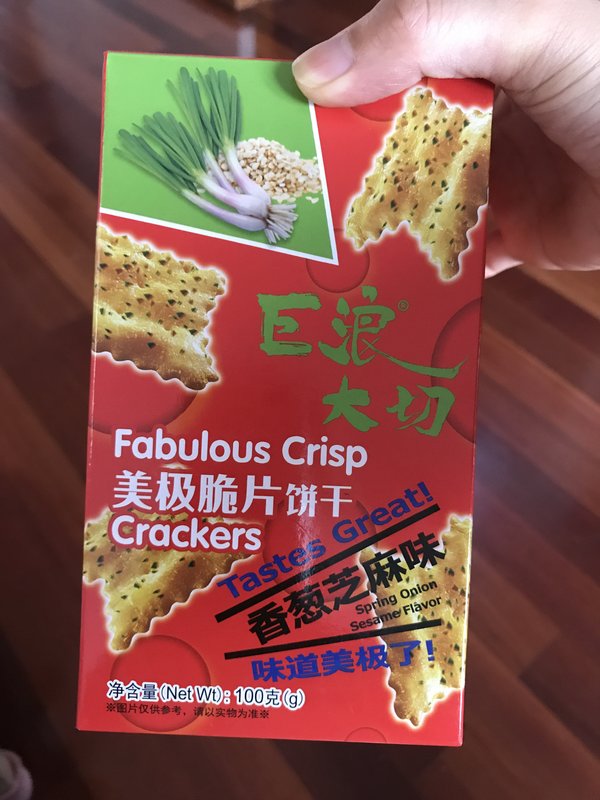 巨浪®
大切
Fabulous Crisp
美极脆片饼干
Crackers
Tastes Great!
香葱芝麻味
Spring Onion
Sesame Flavor
味道美极了!
净含量(Net Wt):100克(g)
※图片仅供参考，请以实物为准※